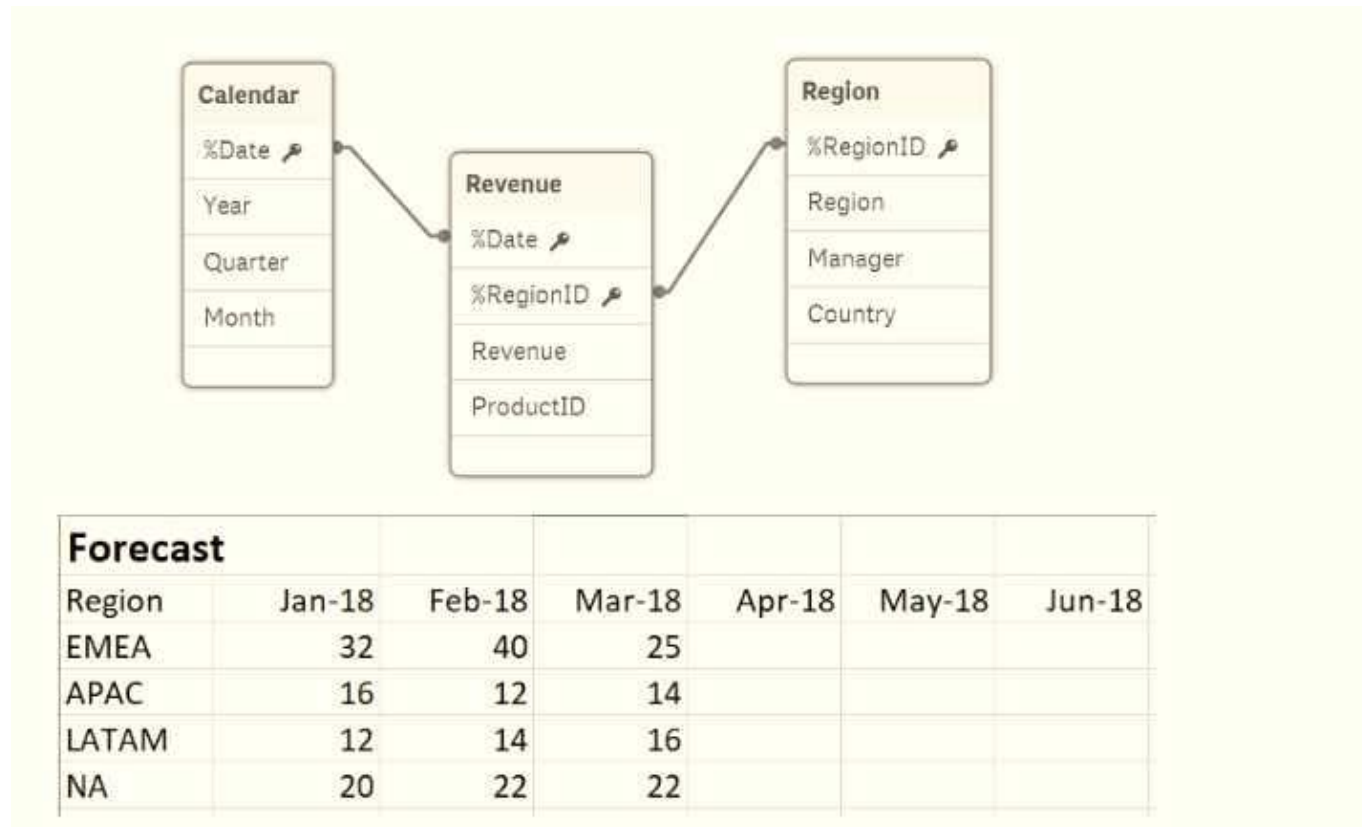 Calendar
%Date
Year
Quarter
Month
Revenue
%Date
%RegionID
Revenue
ProductID
Region
%RegionID
Region
Manager
Country
Forecast
Region Jan-18 Feb-18 Mar-18 Apr-18 May-18 Jun-18
EMEA 32 40 25
APAC 16 12 14
LATAM 12 14 16
NA 20 22 22